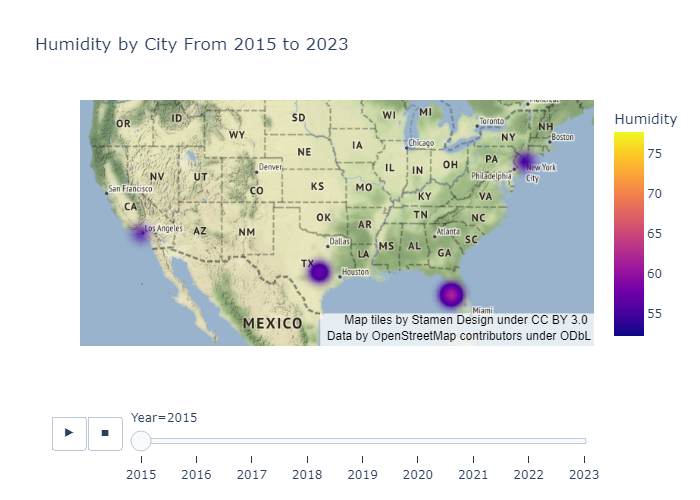 Humidity by City From 2015 to 2023
Humidity
75
70
65
60
55
OR
ID
WY
SD
WI
MI
Toronto
NH
Boston
NY
NE
IA
Chicago
PA
New York
City
Philadelphia
NV
UT
Denver
CO
KS
MO
IL
IN
OH
KY
VA
San Francisco
CA
Los Angeles
AZ
NM
OK
AR
TN
NC
SC
Atlanta
MS
AL
GA
Dallas
LA
TX
Houston
Miami
MEXICO
Map tiles by Stamen Design under CC BY 3.0
Data by OpenStreetMap contributors under ODbL
Year=2015
2015 2016 2017 2018 2019 2020 2021 2022 2023